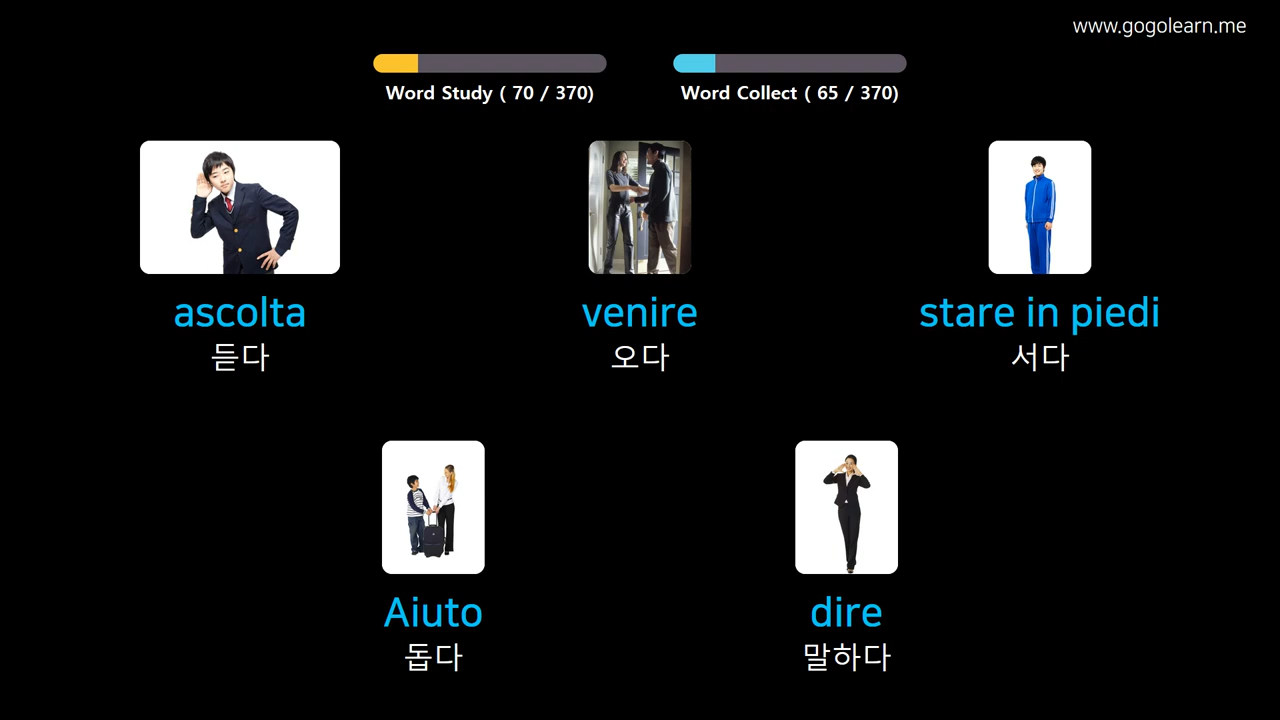 www.gogolearn.me
Word Study ( 70 / 370)
Word Collect ( 65 / 370)
ascolta
듣다
venire
오다
stare in piedi
서다
Aiuto
돕다
dire
말하다